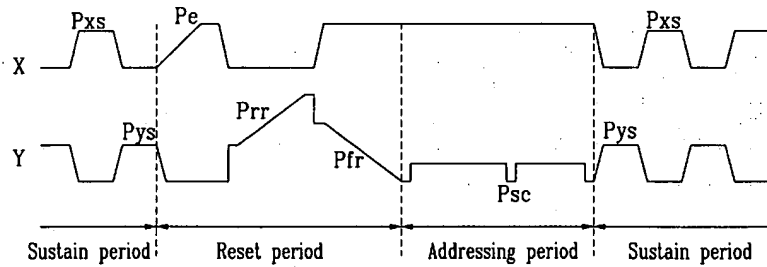 Pxs Pe Pxs
X
Prr
Pys Pys
Y Pfr
Psc
Sustain period Reset period Addressing period Sustain period